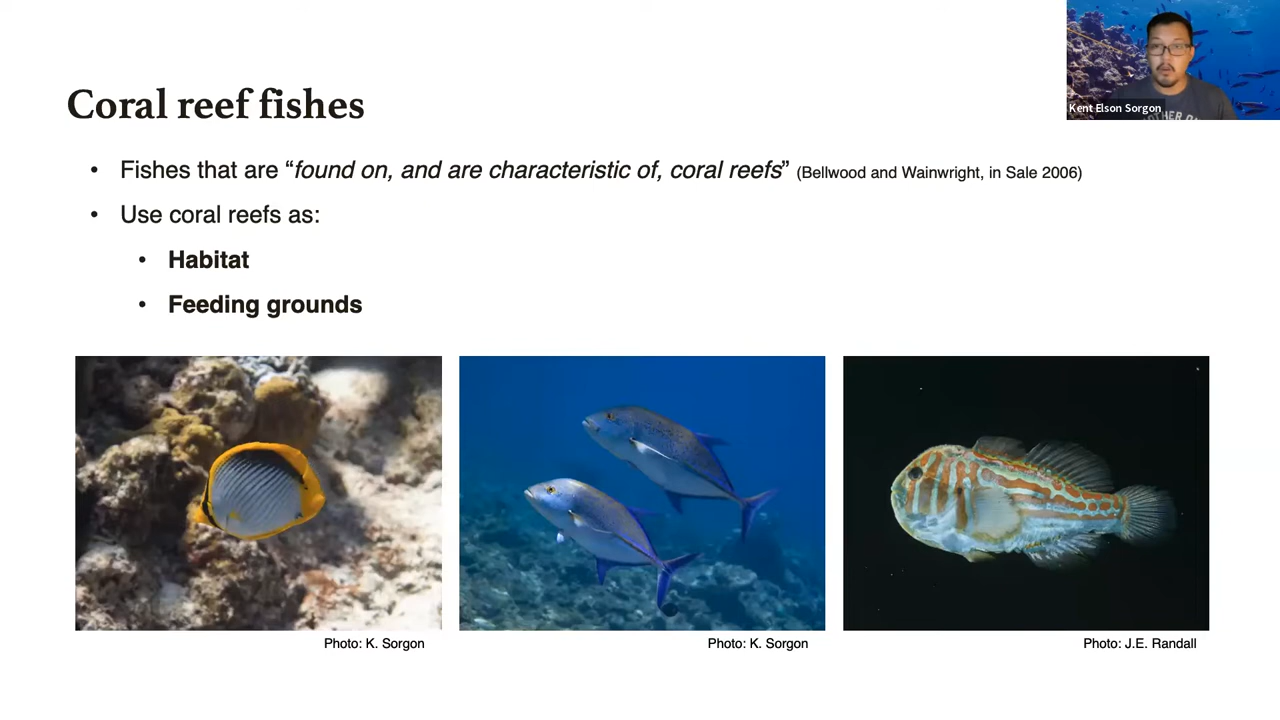 Kent Elson Sorgon
Coral reef fishes
• Fishes that are “found on, and are characteristic of, coral reefs” (Bellwood and Wainwright, in Sale 2006)
• Use coral reefs as:
• Habitat
• Feeding grounds
Photo: K. Sorgon
Photo: K. Sorgon
Photo: J.E. Randall